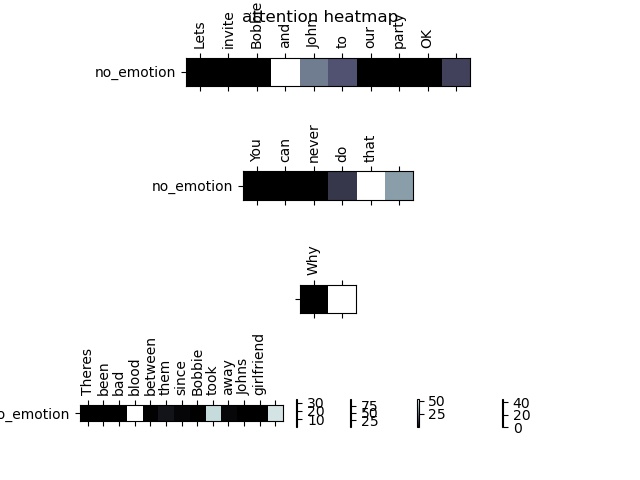 attention heatmap
Lets invite Bobbie and John to our party OK
no_emotion
You can never do that
no_emotion
Why
Theres been bad blood between them since Bobbie took away Johns girlfriend
o_emotion
30
20
10
75
50
25
50
25
40
20
0